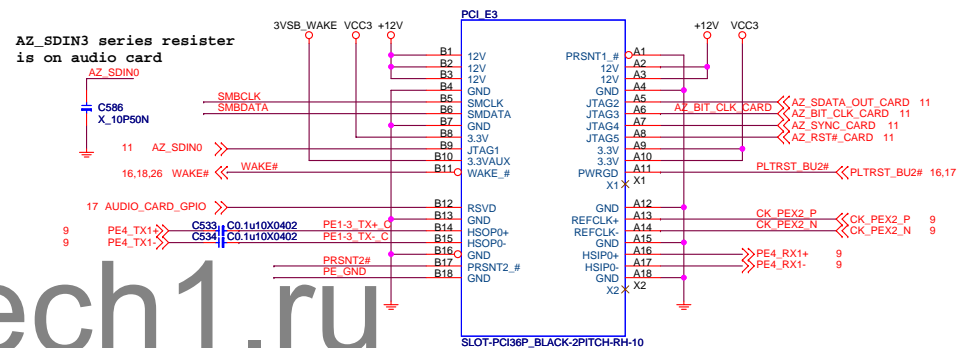 PCI_E3
3VSB_WAKE VCC3 +12V
+12V VCC3
AZ_SDIN3 series resister
is on audio card
AZ_SDIN0
C586
X_10P50N
SMBCLK
SMBDATA
11 AZ_SDIN0
16,18,26 WAKE#
WAKE#
17 AUDIO_CARD_GPIO
9 PE4_TX1+
9 PE4_TX1-
C533 C0.1u10X0402
C534 C0.1u10X0402
PE1-3_TX+_C
PE1-3_TX-_C
PRSNT2#
PE_GND
B1 12V
B2 12V
B3 12V
B4 GND
B5 SMCLK
B6 SMDATA
B7 GND
B8 3.3V
B9 JTAG1
B10 3.3VAUX
B11 WAKE_#
B12 RSVD
B13 GND
B14 HSOP0+
B15 HSOP0-
B16 GND
B17 PRSNT2_#
B18 GND
PRSNT1_# A1
12V A2
12V A3
GND A4
JTAG2 A5
JTAG3 A6
JTAG4 A7
JTAG5 A8
3.3V A9
3.3V A10
PWRGD A11
X1 X1
GND A12
REFCLK+ A13
REFCLK- A14
GND A15
HSIP0+ A16
HSIP0- A17
GND A18
X2 X2
AZ_SDATA_OUT_CARD 11
AZ_BIT_CLK_CARD
AZ_BIT_CLK_CARD 11
AZ_SYNC_CARD 11
AZ_RST#_CARD 11
PLTRST_BU2#
PLTRST_BU2# 16,17
CK_PEX2_P
CK_PEX2_P 9
CK_PEX2_N
CK_PEX2_N 9
PE4_RX1+ 9
PE4_RX1- 9
SLOT-PCI36P_BLACK-2PITCH-RH-10
ech1.ru